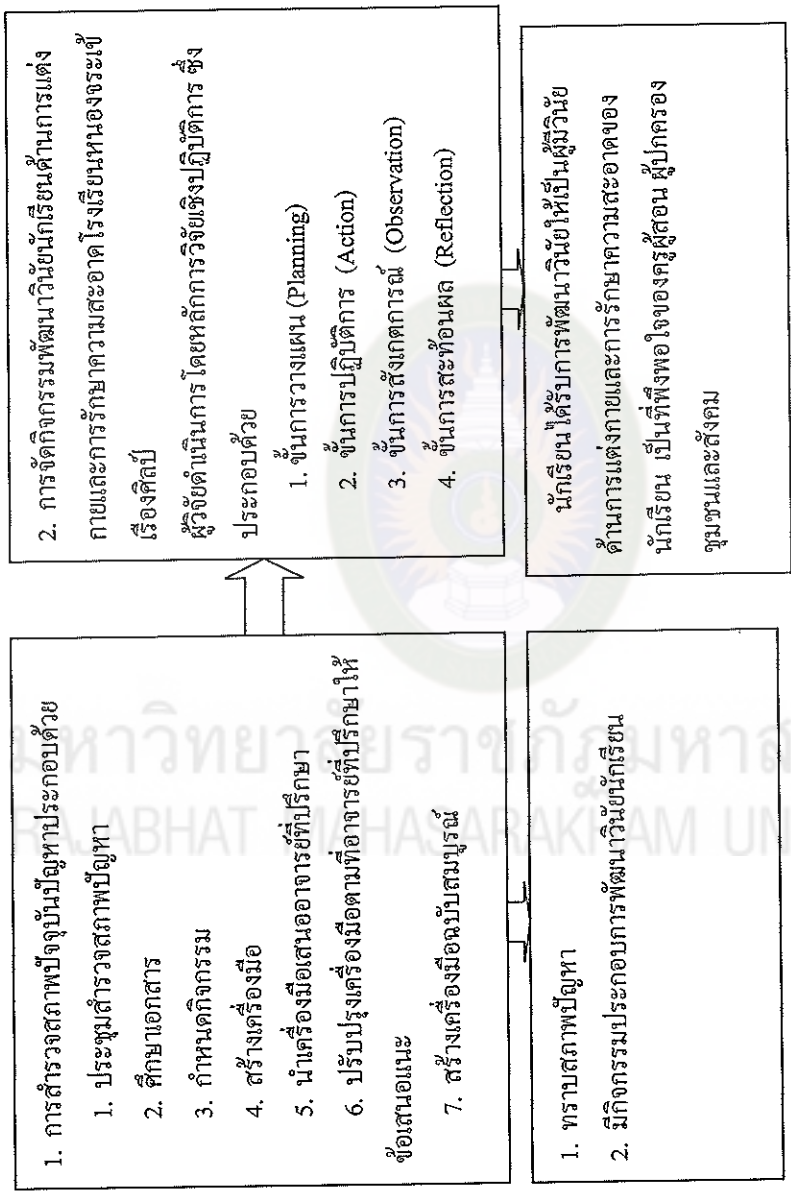 1. การสำรวจสภาพปัจจุบันปัญหาประกอบด้วย
1. ประชุมสำรวจสภาพปัญหา
2. ศึกษาเอกสาร
3. กำหนดกิจกรรม
4. สร้างเครื่องมือ
5. นำเครื่องมือเสนออาจารย์ที่ปรึกษา
6. ปรับปรุงเครื่องมือตามที่อาจารย์ที่ปรึกษาให้
ข้อเสนอแนะ
7. สร้างเครื่องมือฉบับสมบูรณ์
1. ทราบสภาพปัญหา
2. มีกิจกรรมประกอบการพัฒนาวินัยนักเรียน
2. การจัดกิจกรรมพัฒนาวินัยนักเรียนด้านการแต่ง
กายและการรักษาความสะอาดโรงเรียนหนองจระเข้
เรืองศิลป์
ผู้วิจัยดำเนินการโดยหลักการวิจัยเชิงปฏิบัติการ ซึ่ง
ประกอบด้วย
1. ขั้นการวางแผน (Planning)
2. ขั้นการปฏิบัติการ (Action)
3. ขั้นการสังเกตการณ์ (Observation)
4. ขั้นการสะท้อนผล (Reflection)
นักเรียนได้รับการพัฒนาวินัยให้เป็นผู้มีวินัย
ด้านการแต่งกายและการรักษาความสะอาดของ
นักเรียน เป็นที่พึงพอใจของครูผู้สอน ผู้ปกครอง
ชุมชนและสังคม
มหาวิทยาลัยราชภัฏมหาส
RAJABHAT MAHASARAKHAM UN